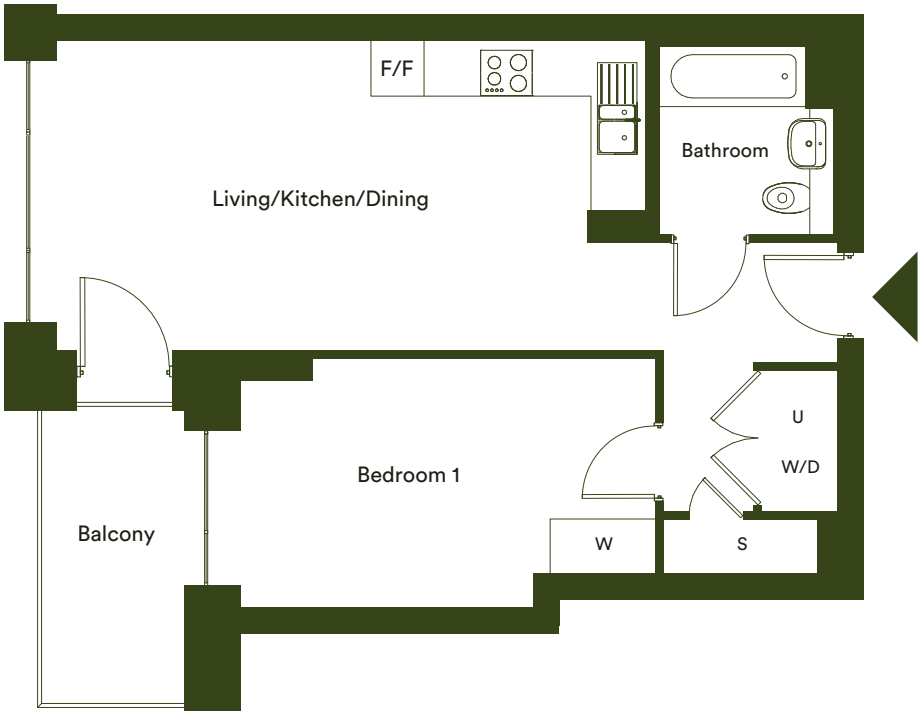 F/F
Bathroom
Living/Kitchen/Dining
U
W/D
Bedroom 1
Balcony
W
S